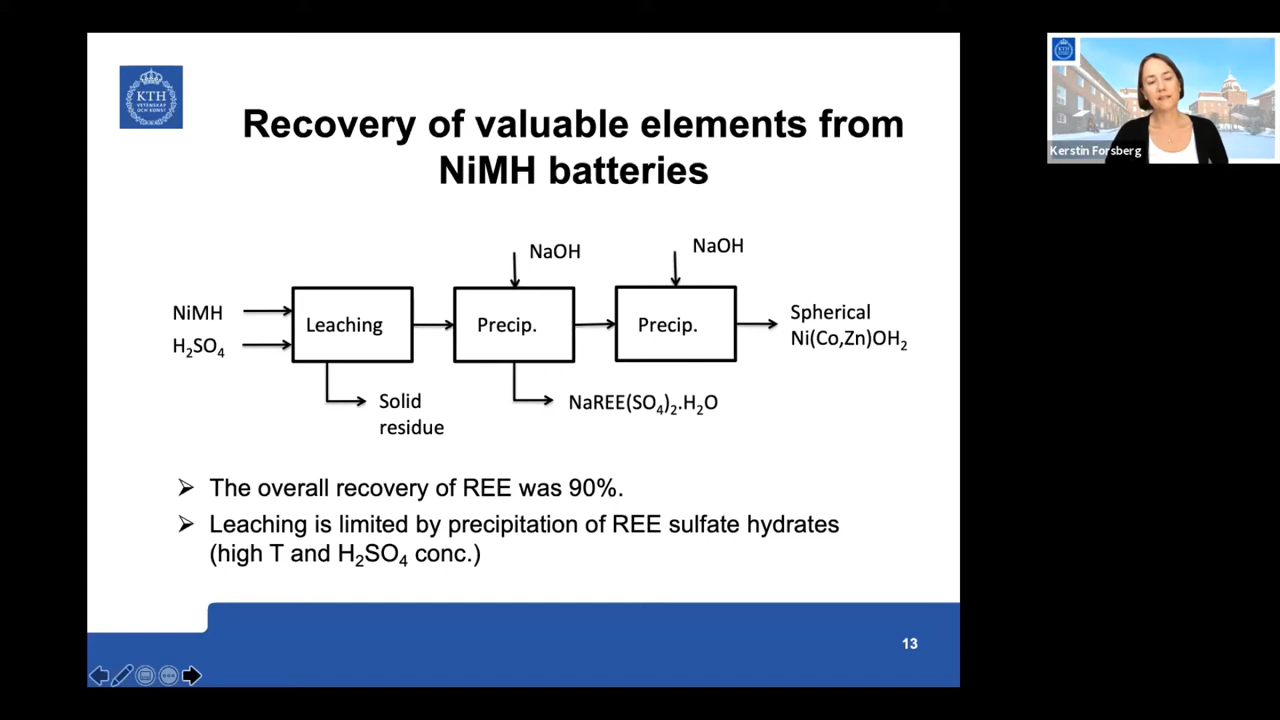 KTH
VETENSKAP
OCH KONST
Recovery of valuable elements from
NiMH batteries
NaOH
NaOH
NiMH
H₂SO₄
Leaching
Precip.
Precip.
Spherical
Ni(Co,Zn)OH₂
Solid
residue
NaREE(SO₄)₂.H₂O
➢ The overall recovery of REE was 90%.
➢ Leaching is limited by precipitation of REE sulfate hydrates
(high T and H₂SO₄ conc.)
13
Kerstin Forsberg